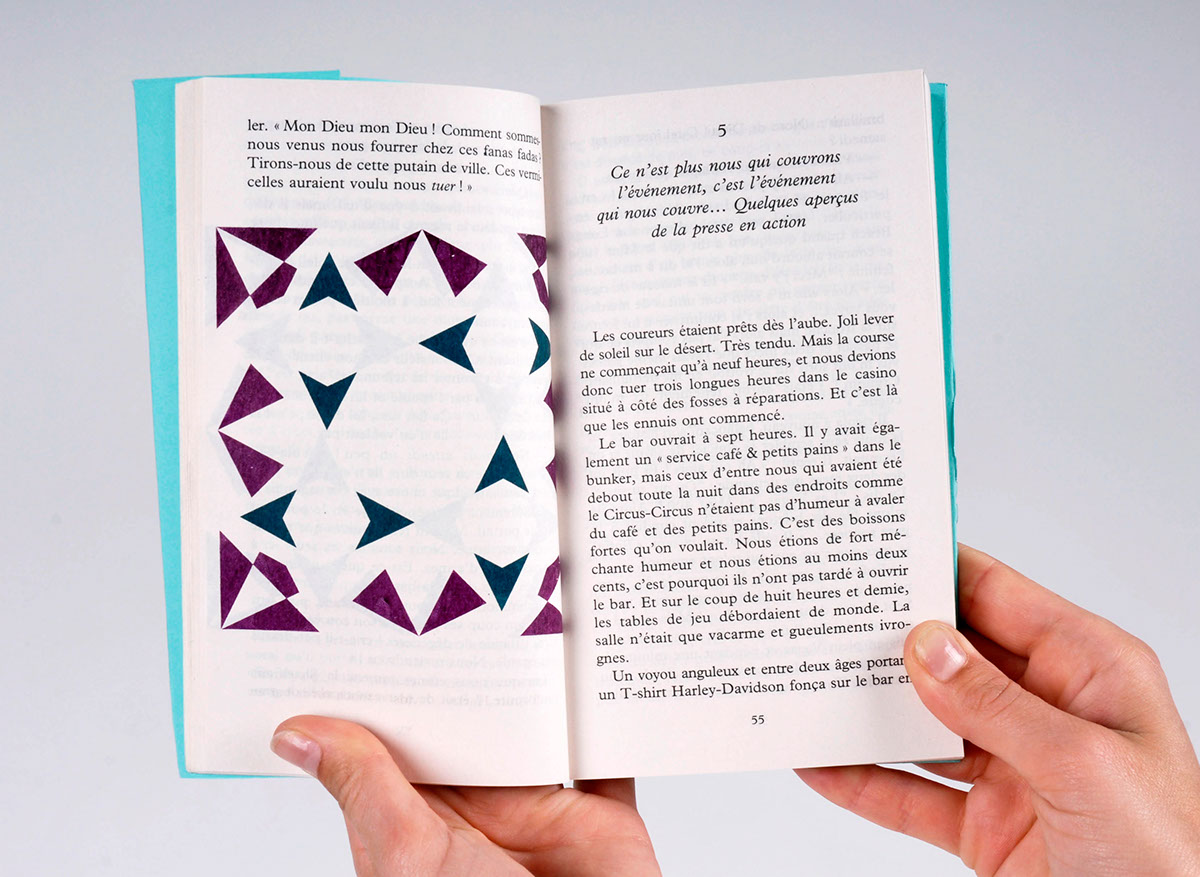 ler. « Mon Dieu mon Dieu ! Comment sommes-
nous venus nous fourrer chez ces fanas fadas ?
Tirons-nous de cette putain de ville. Ces vermi-
celles auraient voulu nous tuer ! »
5
Ce n'est plus nous qui couvrons
l'événement, c'est l'événement
qui nous couvre... Quelques aperçus
de la presse en action
Les coureurs étaient prêts dès l'aube. Joli lever
de soleil sur le désert. Très tendu. Mais la course
ne commençait qu'à neuf heures, et nous devions
donc tuer trois longues heures dans le casino
situé à côté des fosses à réparations. Et c'est là
que les ennuis ont commencé.
Le bar ouvrait à sept heures. Il y avait éga-
lement un « service café & petits pains » dans le
bunker, mais ceux d'entre nous qui avaient été
debout toute la nuit dans des endroits comme
le Circus-Circus n'étaient pas d'humeur à avaler
du café et des petits pains. C'est des boissons
fortes qu'on voulait. Nous étions de fort mé-
chante humeur et nous étions au moins deux
cents, c'est pourquoi ils n'ont pas tardé à ouvrir
le bar. Et sur le coup de huit heures et demie,
les tables de jeu débordaient de monde. La
salle n'était que vacarme et gueulements ivro-
gnes.
Un voyou anguleux et entre deux âges portant
un T-shirt Harley-Davidson fonça sur le bar en
55